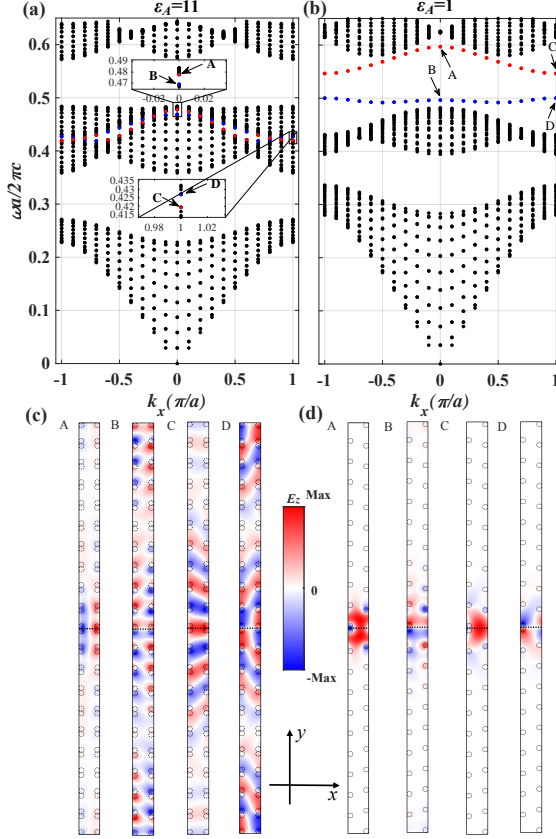 (a) ε_A=11
(b) ε_A=1
ωa/2πc
0.6
0.5
0.4
0.3
0.2
0.1
0
-1 -0.5 0 0.5 1
k_x(π/a)
0.49
0.48
0.47
-0.02 0 0.02
A
B
0.435
0.43
0.425
0.42
0.415
0.98 1 1.02
C
D
-1 -0.5 0 0.5 1
k_x(π/a)
A
B
C
D
(c)
A B C D
Ez
Max
0
-Max
y
x
(d)
A B C D